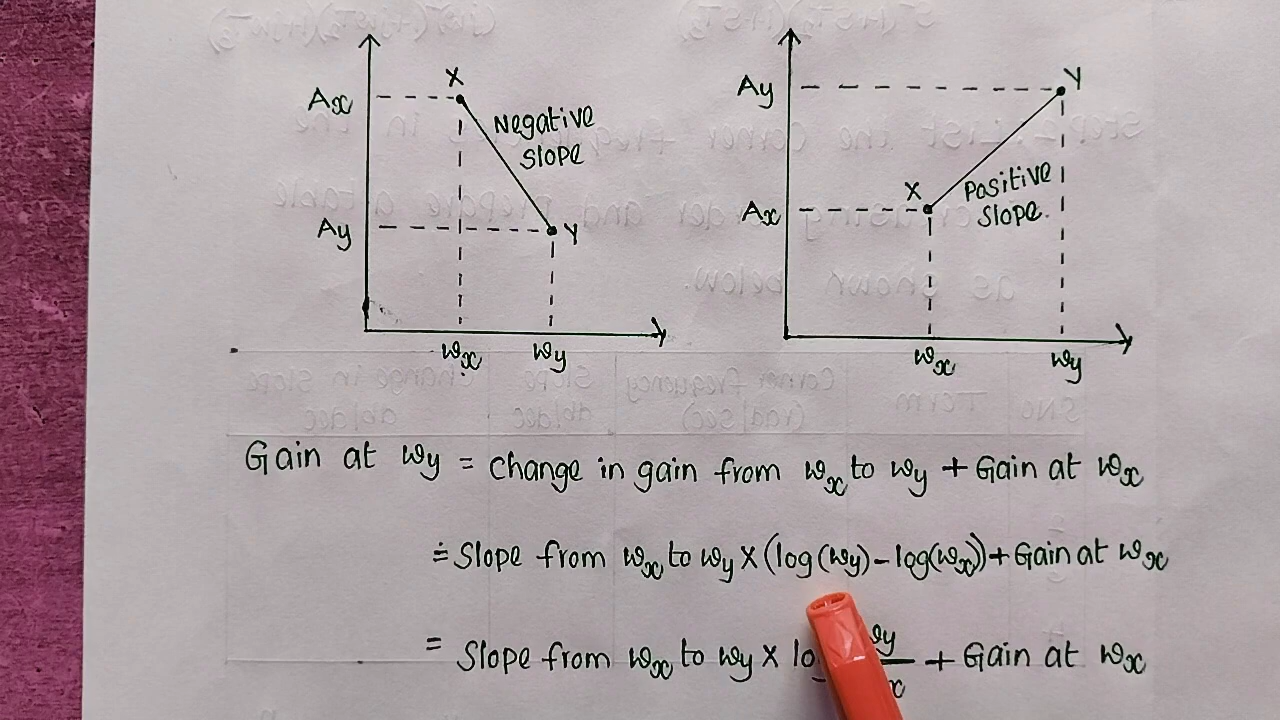 X
Ax
Negative
Slope
Ay
Y
ωx
ωy
Ay
Y
X
Positive
Slope.
Ax
ωx
ωy
Gain at ωy = change in gain from ωx to ωy + Gain at ωx
= Slope from ωx to ωy × (log(ωy) – log(ωx)) + Gain at ωx
= Slope from ωx to ωy × + Gain at ωx